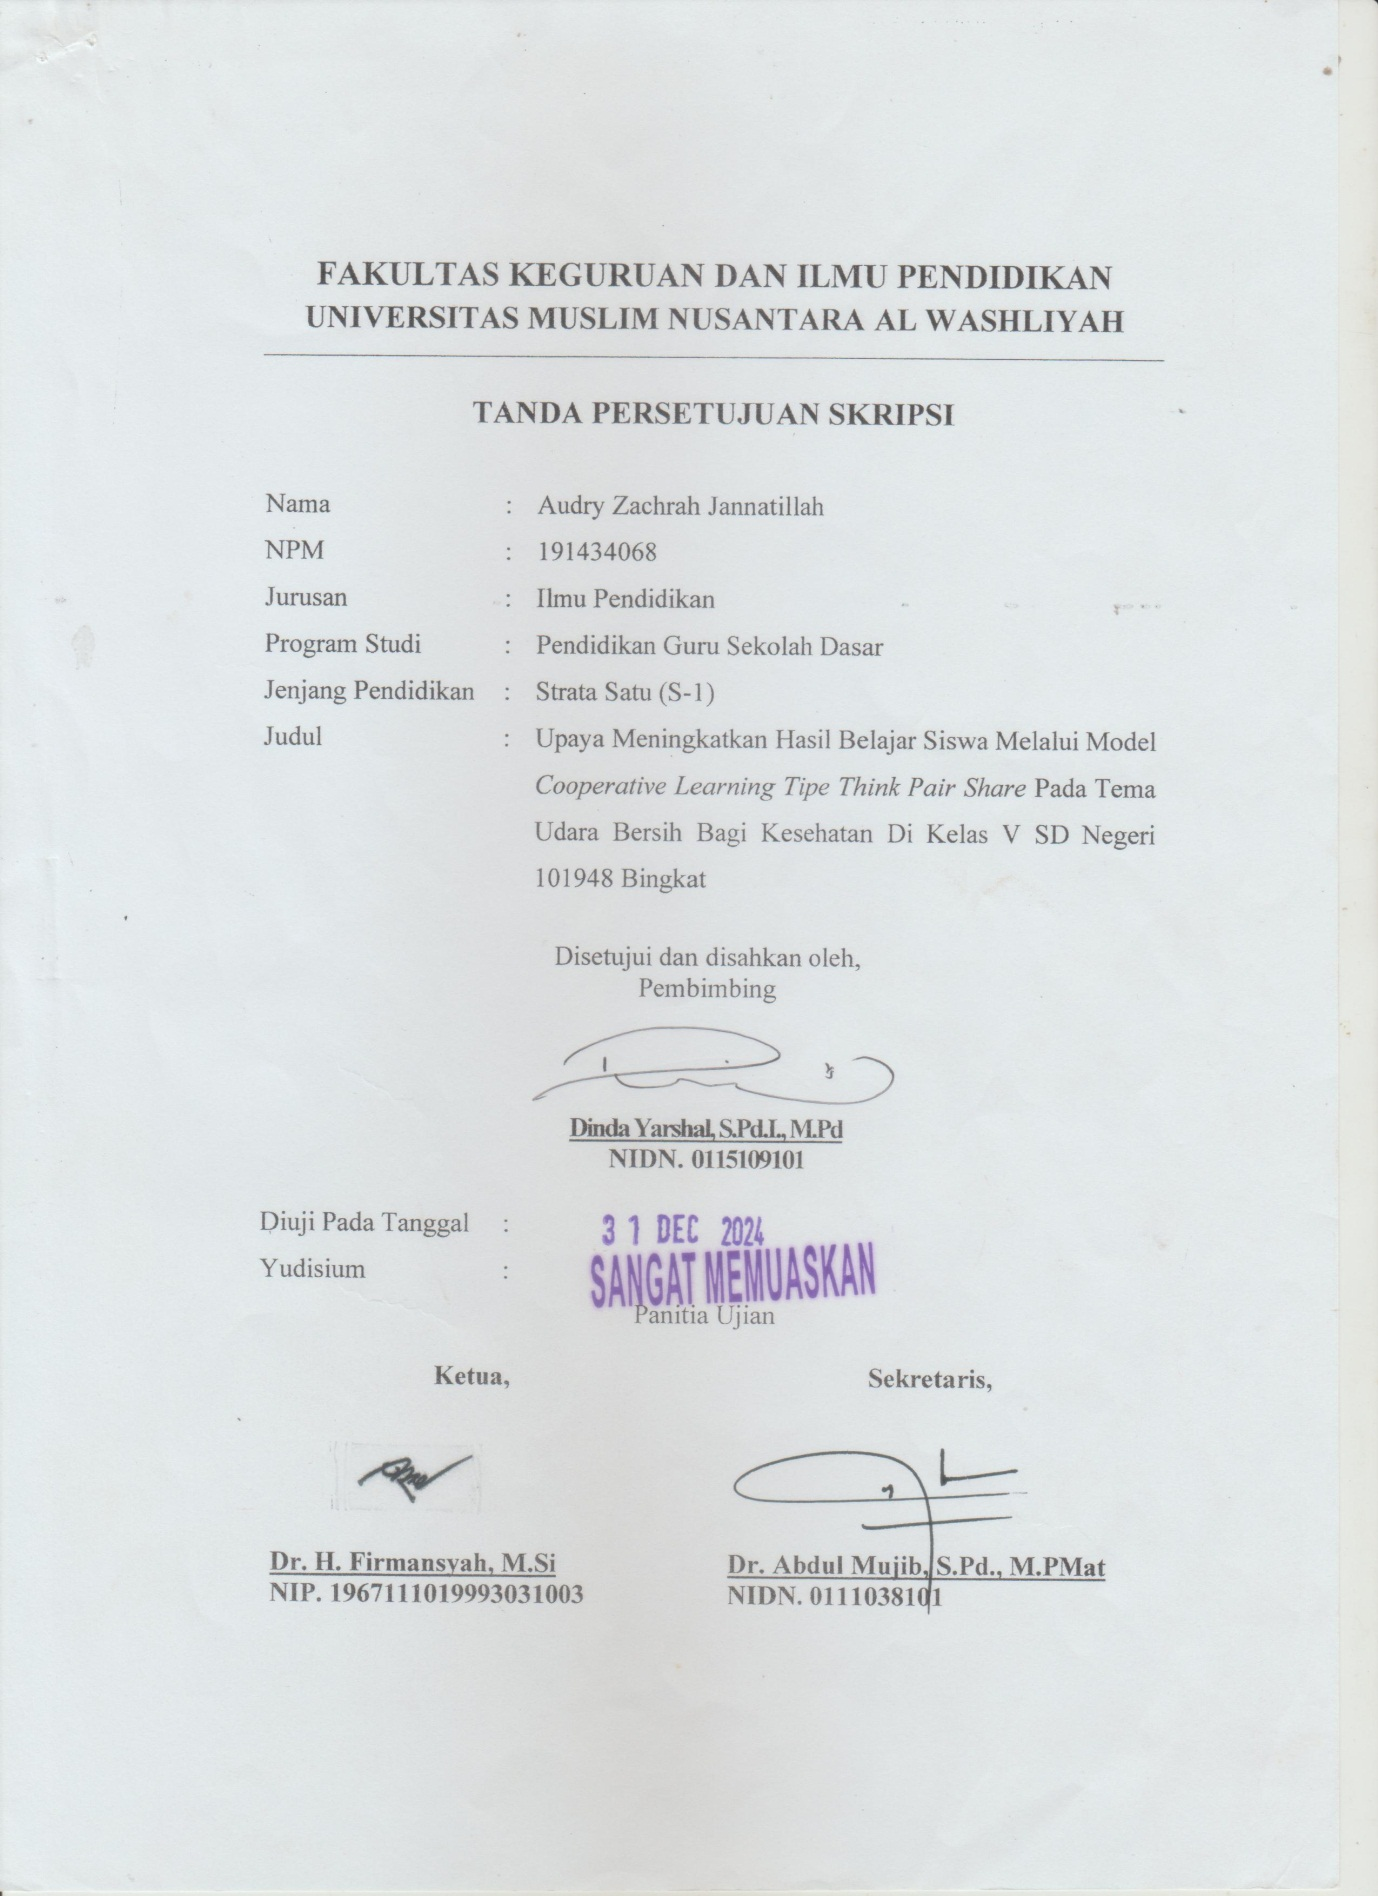 FAKULTAS KEGURUAN DAN ILMU PENDIDIKAN
UNIVERSITAS MUSLIM NUSANTARA AL WASHLIYAH
TANDA PERSETUJUAN SKRIPSI
Nama : Audry Zachrah Jannatillah
NPM : 191434068
Jurusan : Ilmu Pendidikan
Program Studi : Pendidikan Guru Sekolah Dasar
Jenjang Pendidikan : Strata Satu (S-1)
Judul : Upaya Meningkatkan Hasil Belajar Siswa Melalui Model
Cooperative Learning Tipe Think Pair Share Pada Tema
Udara Bersih Bagi Kesehatan Di Kelas V SD Negeri
101948 Bingkat
Disetujui dan disahkan oleh,
Pembimbing
Dinda Yarshal, S.Pd.I., M.Pd
NIDN. 0115109101
Diuji Pada Tanggal : 31 DEC 2024
Yudisium : SANGAT MEMUASKAN
Panitia Ujian
Ketua, Sekretaris,
Dr. H. Firmansyah, M.Si Dr. Abdul Mujib, S.Pd., M.PMat
NIP. 1967111019993031003 NIDN. 0111038101